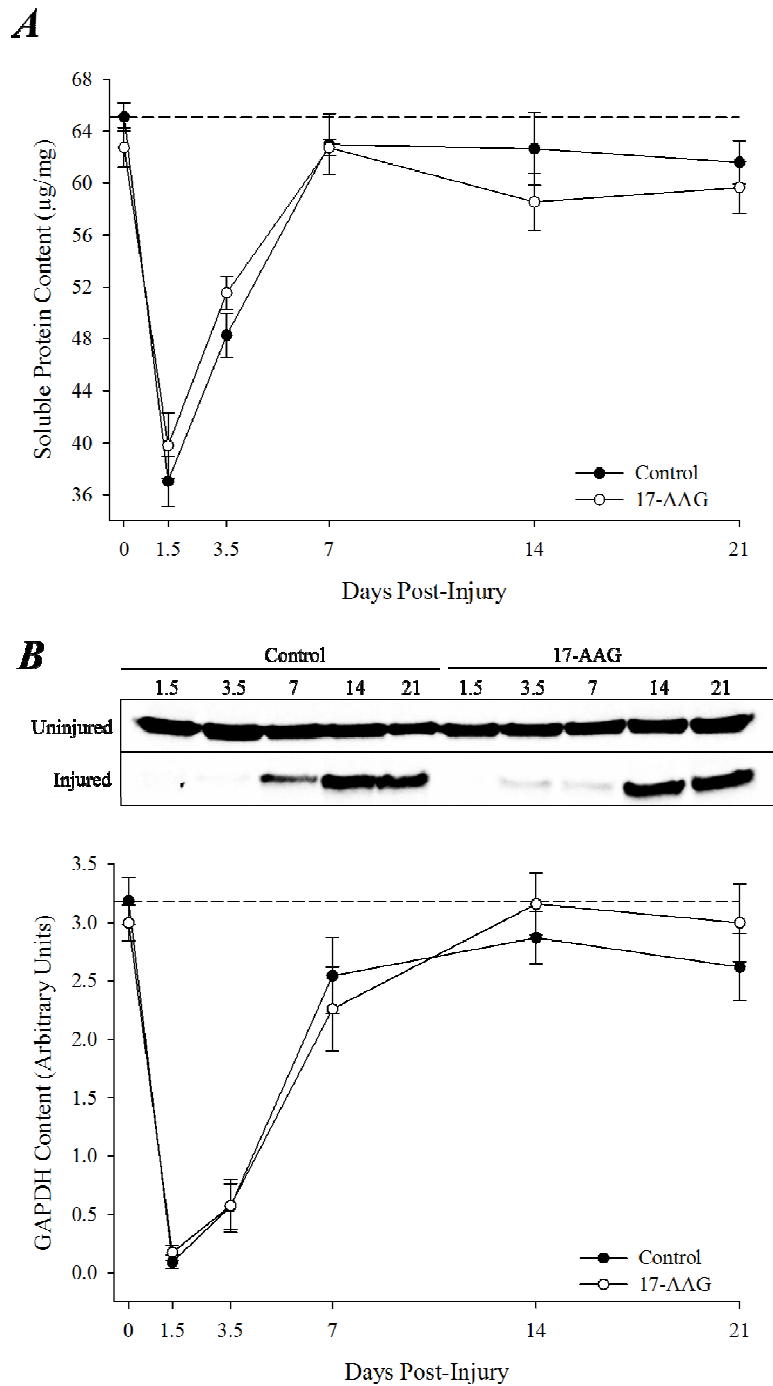 A
68
64
60
56
52
48
44
40
36
Soluble Protein Content (µg/mg)
Control
17-AAG
0 1.5 3.5 7 14 21
Days Post-Injury
B
Control 17-AAG
1.5 3.5 7 14 21 1.5 3.5 7 14 21
Uninjured
Injured
3.5
3.0
2.5
2.0
1.5
1.0
0.5
0.0
GAPDH Content (Arbitrary Units)
Control
17-AAG
0 1.5 3.5 7 14 21
Days Post-Injury